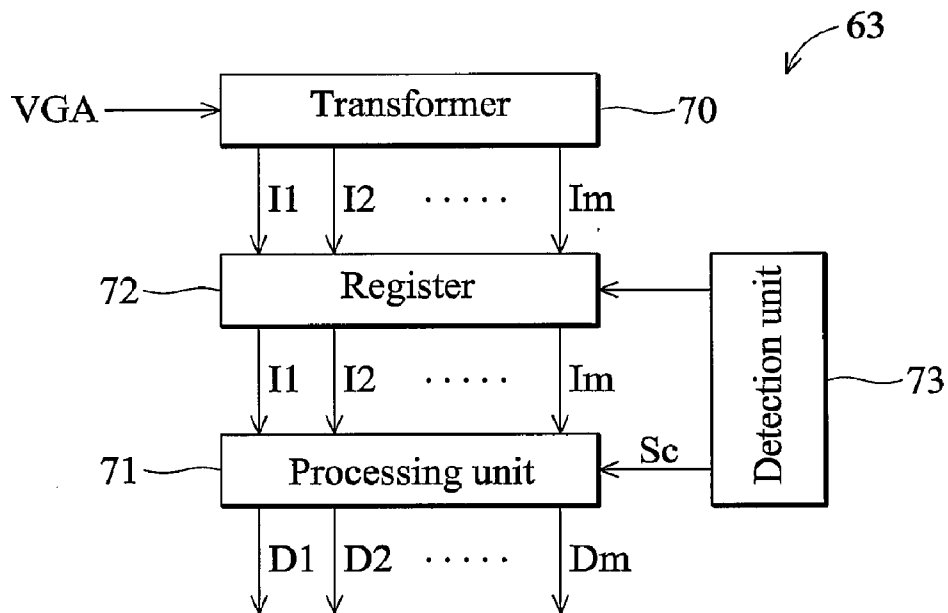 63
VGA
Transformer
70
I1 I2 ..... Im
72
Register
Detection unit
73
I1 I2 ..... Im
71
Processing unit
Sc
D1 D2 ..... Dm